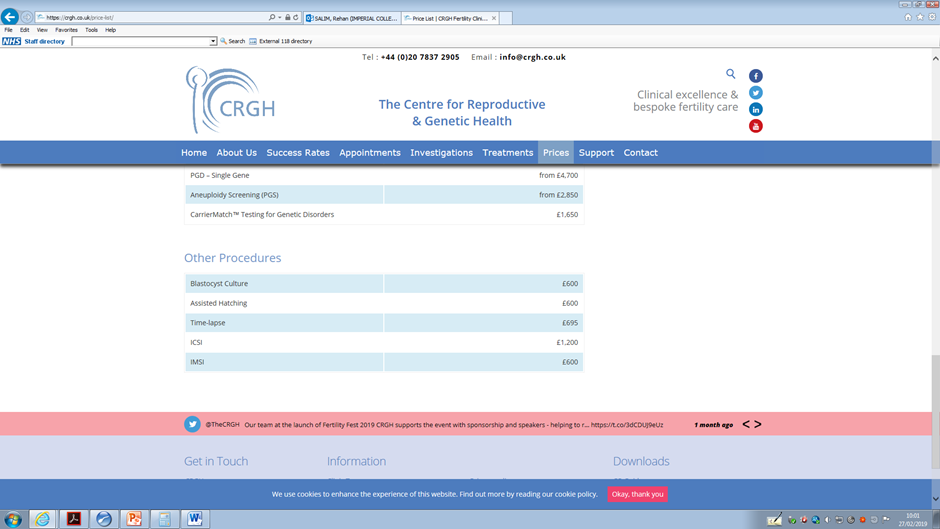 https://crgh.co.uk/price-list/
SALIM, Rehan (IMPERIAL COLLE...
Price List | CRGH Fertility Clini...
File Edit View Favorites Tools Help
NHS Staff directory
Search
External 118 directory
Tel : +44 (0)20 7837 2905 Email : info@crgh.co.uk
CRGH
The Centre for Reproductive
& Genetic Health
Clinical excellence &
bespoke fertility care
Home About Us Success Rates Appointments Investigations Treatments Prices Support Contact
PGD – Single Gene from £4,700
Aneuploidy Screening (PGS) from £2,850
CarrierMatch™ Testing for Genetic Disorders £1,650
Other Procedures
Blastocyst Culture £600
Assisted Hatching £600
Time-lapse £695
ICSI £1,200
IMSI £600
@TheCRGH Our team at the launch of Fertility Fest 2019 CRGH supports the event with sponsorship and speakers - helping to r... https://t.co/3dCDUJ9eUz 1 month ago < >
Get in Touch Information Downloads
We use cookies to enhance the experience of this website. Find out more by reading our cookie policy. Okay, thank you
10:01
27/02/2019